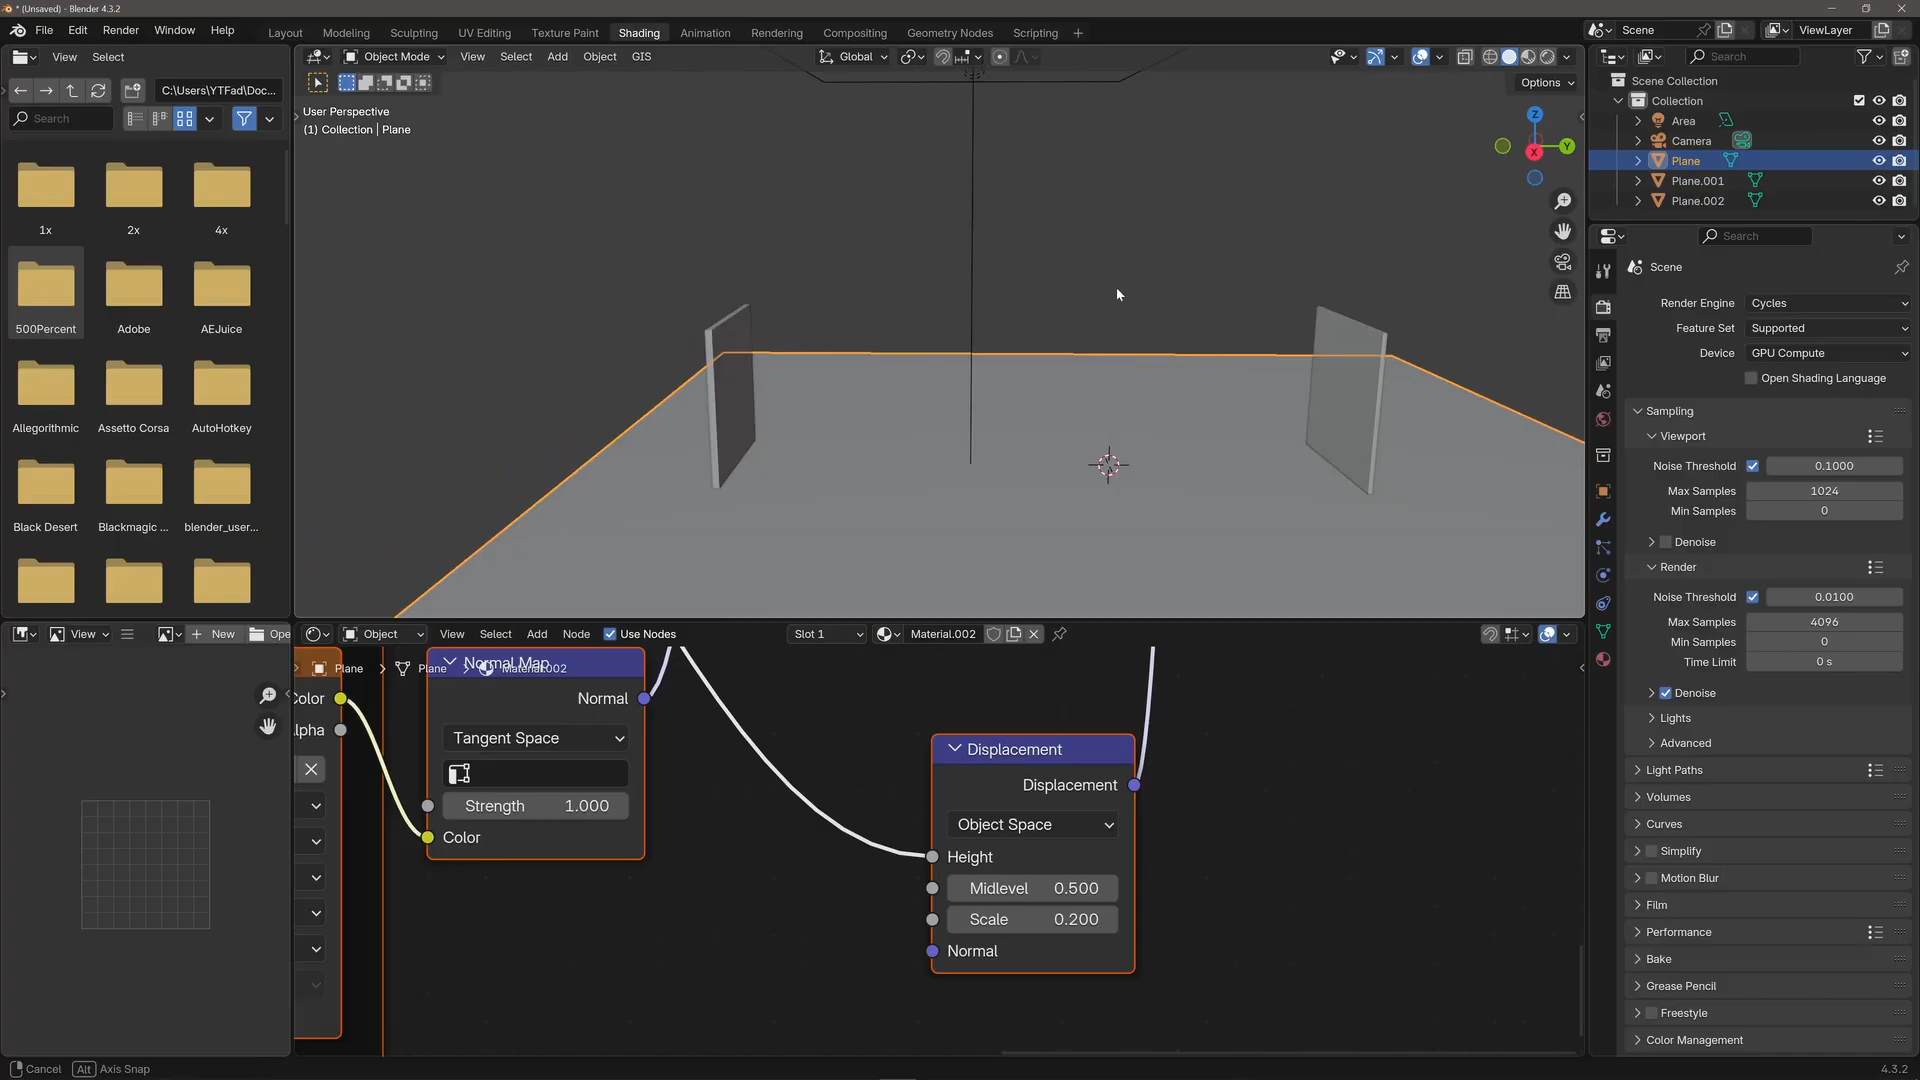 * (Unsaved) - Blender 4.3.2
File Edit Render Window Help
Layout Modeling Sculpting UV Editing Texture Paint Shading Animation Rendering Compositing Geometry Nodes Scripting +
Scene
ViewLayer
View Select
Object Mode View Select Add Object GIS
Global
Search
C:\Users\YTFad\Doc...
Options
Search
User Perspective
(1) Collection | Plane
Z
Y
X
Scene Collection
Collection
Area
Camera
Plane
Plane.001
Plane.002
1x 2x 4x
500Percent Adobe AEJuice
Allegorithmic Assetto Corsa AutoHotkey
Black Desert Blackmagic ... blender_user...
Search
Scene
Render Engine Cycles
Feature Set Supported
Device GPU Compute
Open Shading Language
Sampling
Viewport
Noise Threshold 0.1000
Max Samples 1024
Min Samples 0
Denoise
Render
Noise Threshold 0.0100
Max Samples 4096
Min Samples 0
Time Limit 0 s
Denoise
Lights
Advanced
Light Paths
Volumes
Curves
Simplify
Motion Blur
Film
Performance
Bake
Grease Pencil
Freestyle
Color Management
View New Ope
Object View Select Add Node Use Nodes Slot 1 Material.002
Plane Plane Material.002
Normal Map
Color
lpha
Normal
Tangent Space
Strength 1.000
Color
Displacement
Displacement
Object Space
Height
Midlevel 0.500
Scale 0.200
Normal
Cancel Alt Axis Snap
4.3.2